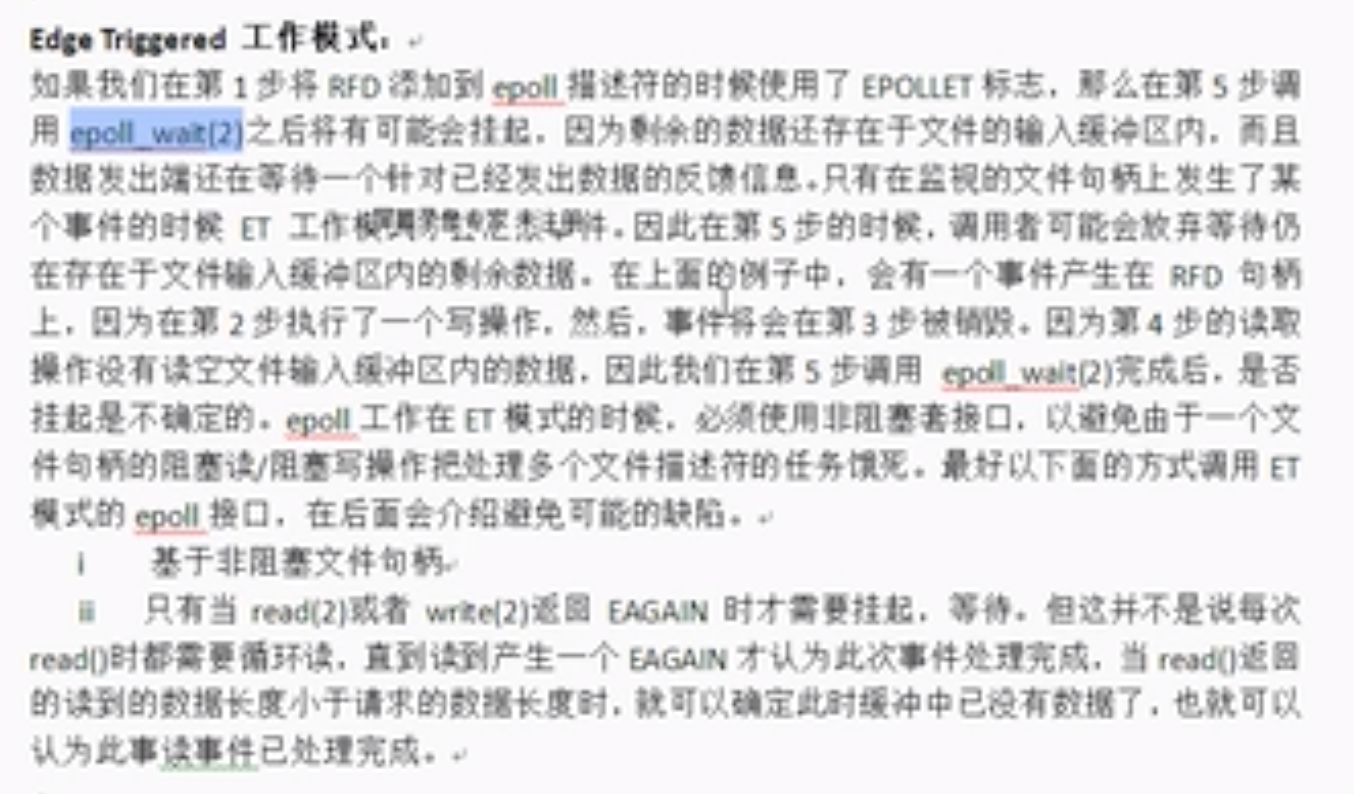 Edge Triggered 工作模式：
如果我们在第 1 步将 RFD 添加到 epoll 描述符的时候使用了 EPOLLET 标志，那么在第 5 步调
用 epoll_wait(2)之后将有可能会挂起，因为剩余的数据还存在于文件的输入缓冲区内，而且
数据发出端还在等待一个针对已经发出数据的反馈信息。只有在监视的文件句柄上发生了某
个事件的时候 ET 工作模 件。因此在第 5 步的时候，调用者可能会放弃等待仍
在存在于文件输入缓冲区内的剩余数据。在上面的例子中，会有一个事件产生在 RFD 句柄
上，因为在第 2 步执行了一个写操作，然后，事件将会在第 3 步被销毁。因为第 4 步的读取
操作没有读空文件输入缓冲区内的数据，因此我们在第 5 步调用 epoll_wait(2)完成后，是否
挂起是不确定的。epoll 工作在 ET 模式的时候，必须使用非阻塞套接口，以避免由于一个文
件句柄的阻塞读/阻塞写操作把处理多个文件描述符的任务饿死。最好以下面的方式调用 ET
模式的 epoll 接口，在后面会介绍避免可能的缺陷。
i 基于非阻塞文件句柄
ii 只有当 read(2)或者 write(2)返回 EAGAIN 时才需要挂起，等待。但这并不是说每次
read()时都需要循环读，直到读到产生一个 EAGAIN 才认为此次事件处理完成，当 read()返回
的读到的数据长度小于请求的数据长度时，就可以确定此时缓冲中已没有数据了，也就可以
认为此事读事件已处理完成。